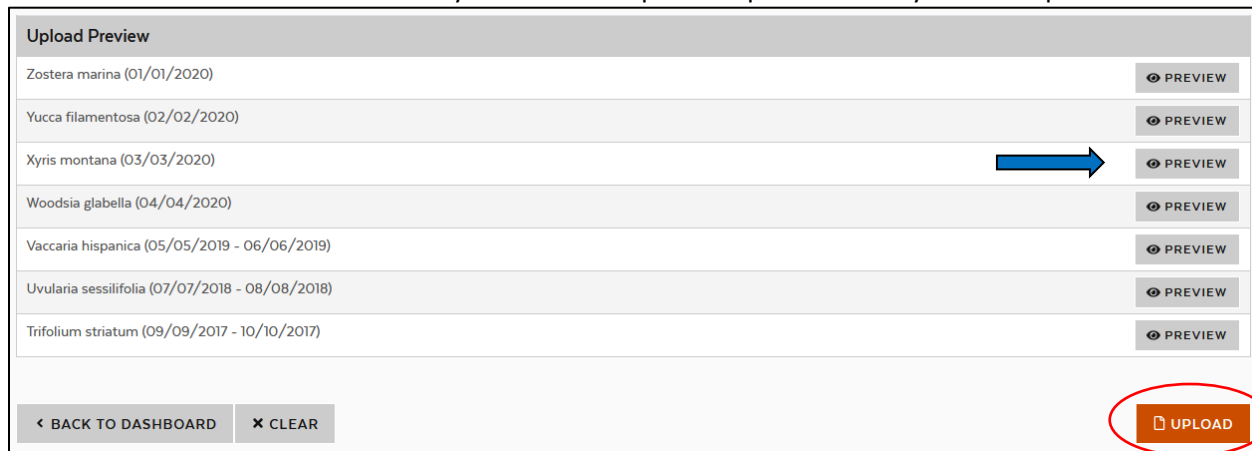 Upload Preview
Zostera marina (01/01/2020) PREVIEW
Yucca filamentosa (02/02/2020) PREVIEW
Xyris montana (03/03/2020) PREVIEW
Woodsia glabella (04/04/2020) PREVIEW
Vaccaria hispanica (05/05/2019 - 06/06/2019) PREVIEW
Uvularia sessilifolia (07/07/2018 - 08/08/2018) PREVIEW
Trifolium striatum (09/09/2017 - 10/10/2017) PREVIEW
BACK TO DASHBOARD CLEAR UPLOAD